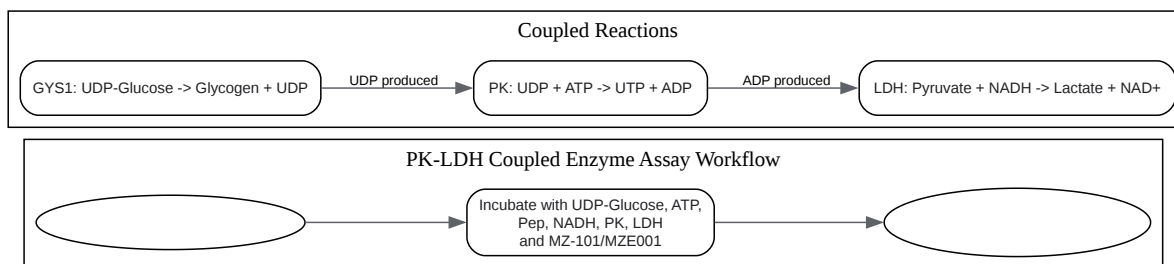 Coupled Reactions
GYS1: UDP-Glucose -> Glycogen + UDP
UDP produced
PK: UDP + ATP -> UTP + ADP
ADP produced
LDH: Pyruvate + NADH -> Lactate + NAD+
PK-LDH Coupled Enzyme Assay Workflow
Incubate with UDP-Glucose, ATP,
Pep, NADH, PK, LDH
and MZ-101/MZE001